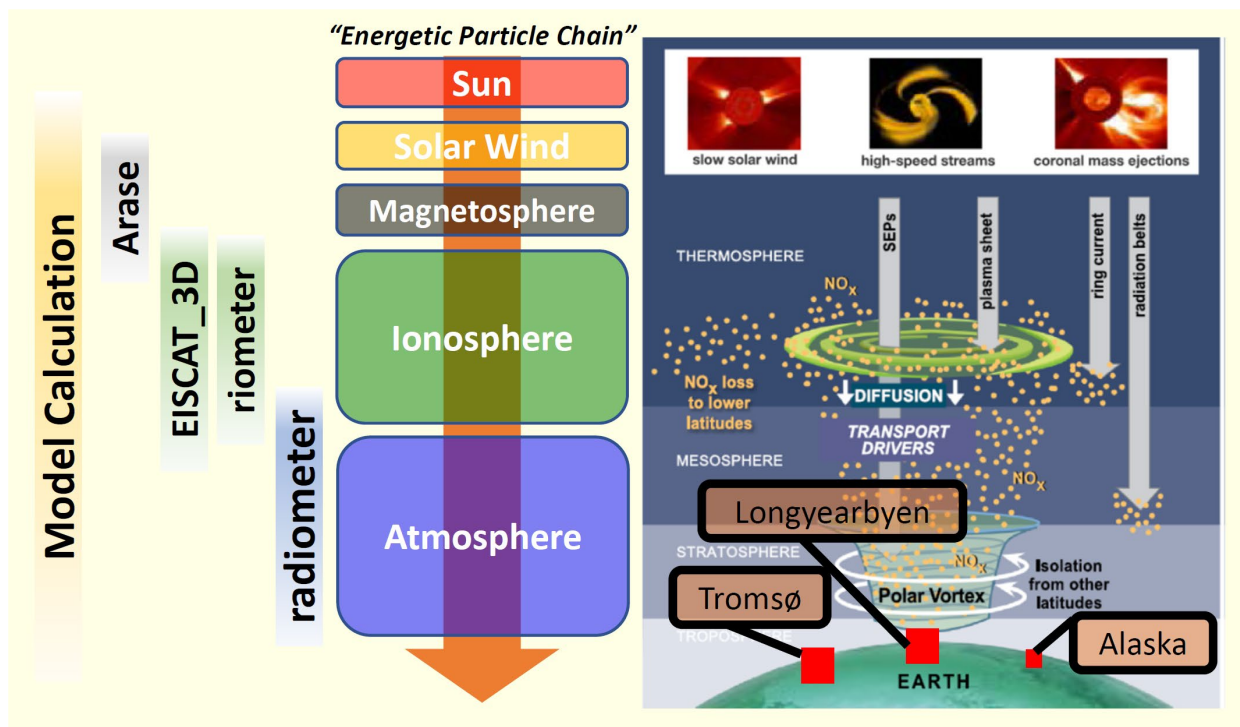 “Energetic Particle Chain”
Sun
Solar Wind
Magnetosphere
Ionosphere
Atmosphere
Model Calculation
Arase
EISCAT_3D
riometer
radiometer
slow solar wind
high-speed streams
coronal mass ejections
SEPs
plasma sheet
ring current
radiation belts
THERMOSPHERE
NOx
NOx loss
to lower
latitudes
DIFFUSION
TRANSPORT
DRIVERS
MESOSPHERE
NOx
Longyearbyen
STRATOSPHERE
NOx
Isolation
from other
latitudes
Polar Vortex
Tromsø
TROPOSPHERE
Alaska
EARTH